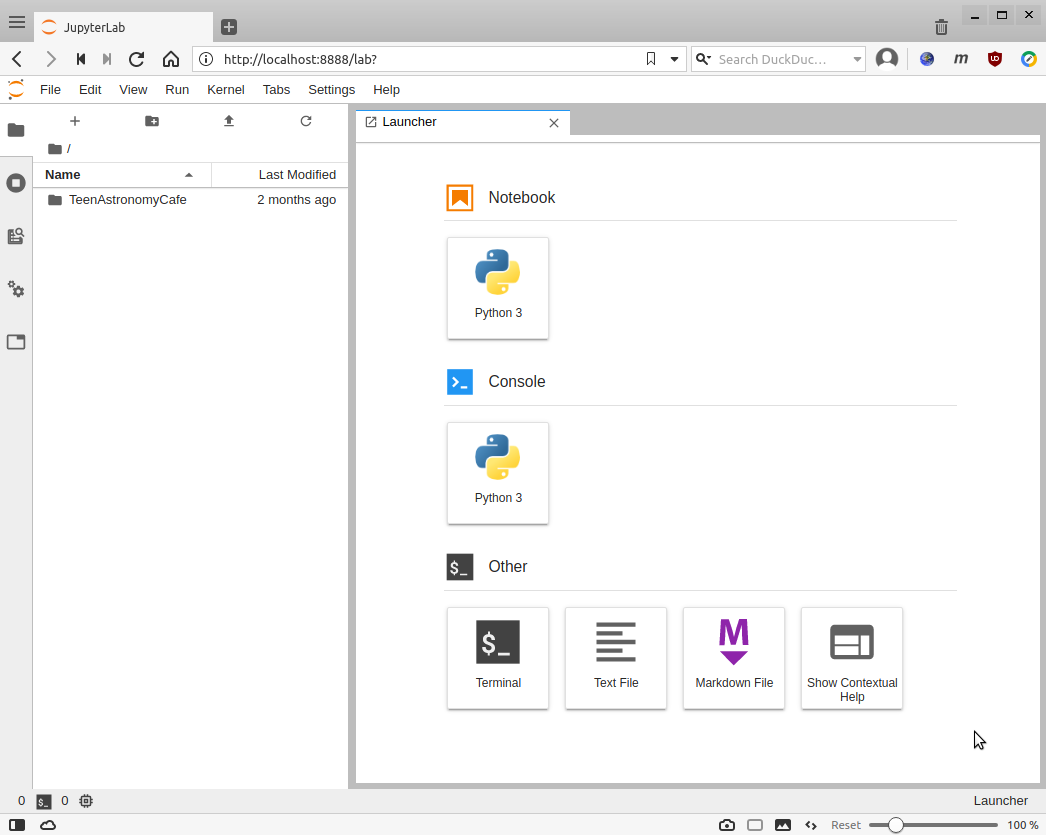 JupyterLab
http://localhost:8888/lab?
Search DuckDuc...
m
File Edit View Run Kernel Tabs Settings Help
Launcher
/
Name Last Modified
TeenAstronomyCafe 2 months ago
Notebook
Python 3
Console
Python 3
$_ Other
$_
M
Terminal Text File Markdown File Show Contextual
Help
0 $_ 0 Launcher
Reset 100 %